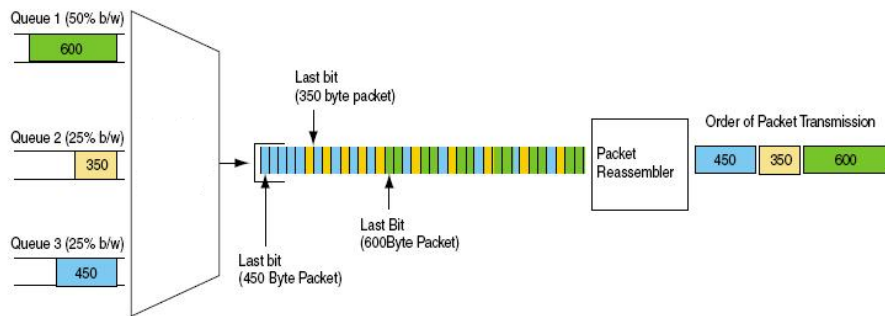 Queue 1 (50% b/w)
600
Queue 2 (25% b/w)
350
Queue 3 (25% b/w)
450
Last bit
(350 byte packet)
Last bit
(450 Byte Packet)
Last Bit
(600Byte Packet)
Packet
Reassembler
Order of Packet Transmission
450
350
600